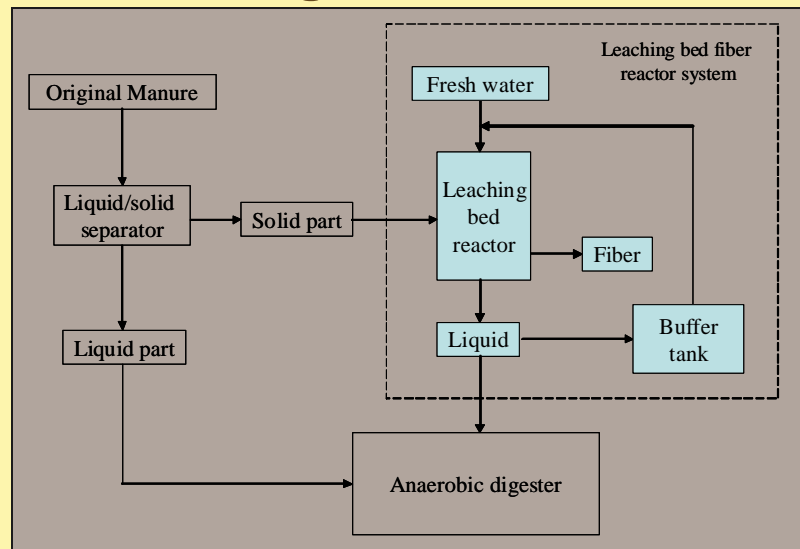 Leaching bed fiber
reactor system
Original Manure
Fresh water
Liquid/solid
separator
Solid part
Leaching
bed
reactor
Fiber
Liquid part
Liquid
Buffer
tank
Anaerobic digester